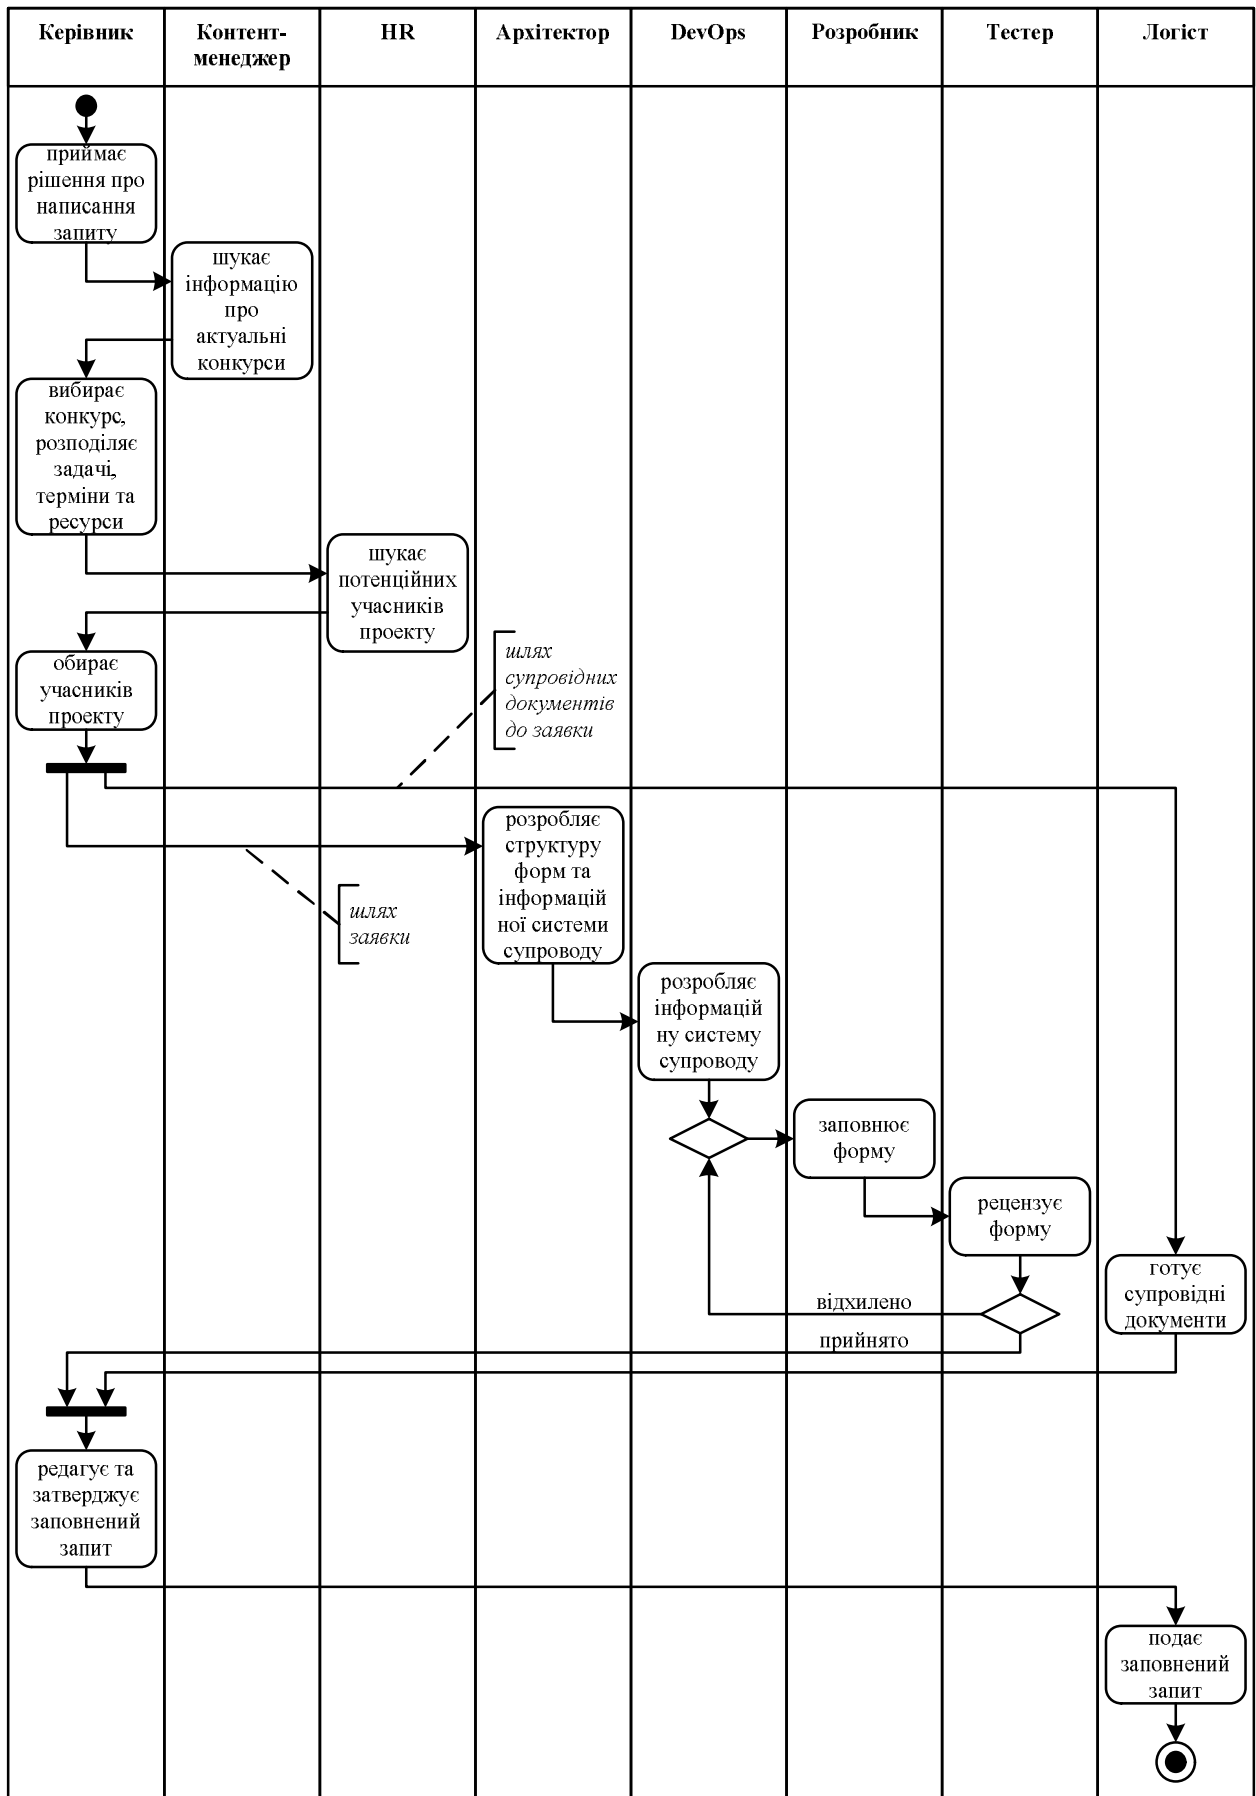 Керівник
Контент-
менеджер
HR
Архітектор
DevOps
Розробник
Тестер
Логіст
приймає
рішення про
написання
запиту
шукає
інформацію
про
актуальні
конкурси
вибирає
конкурс,
розподіляє
задачі,
терміни та
ресурси
шукає
потенційних
учасників
проекту
обирає
учасників
проекту
шлях
супровідних
документів
до заявки
розробляє
структуру
форм та
інформацій
ної системи
супроводу
шлях
заявки
розробляє
інформацій
ну систему
супроводу
заповнює
форму
рецензує
форму
готує
супровідні
документи
відхилено
прийнято
редагує та
затверджує
заповнений
запит
подає
заповнений
запит